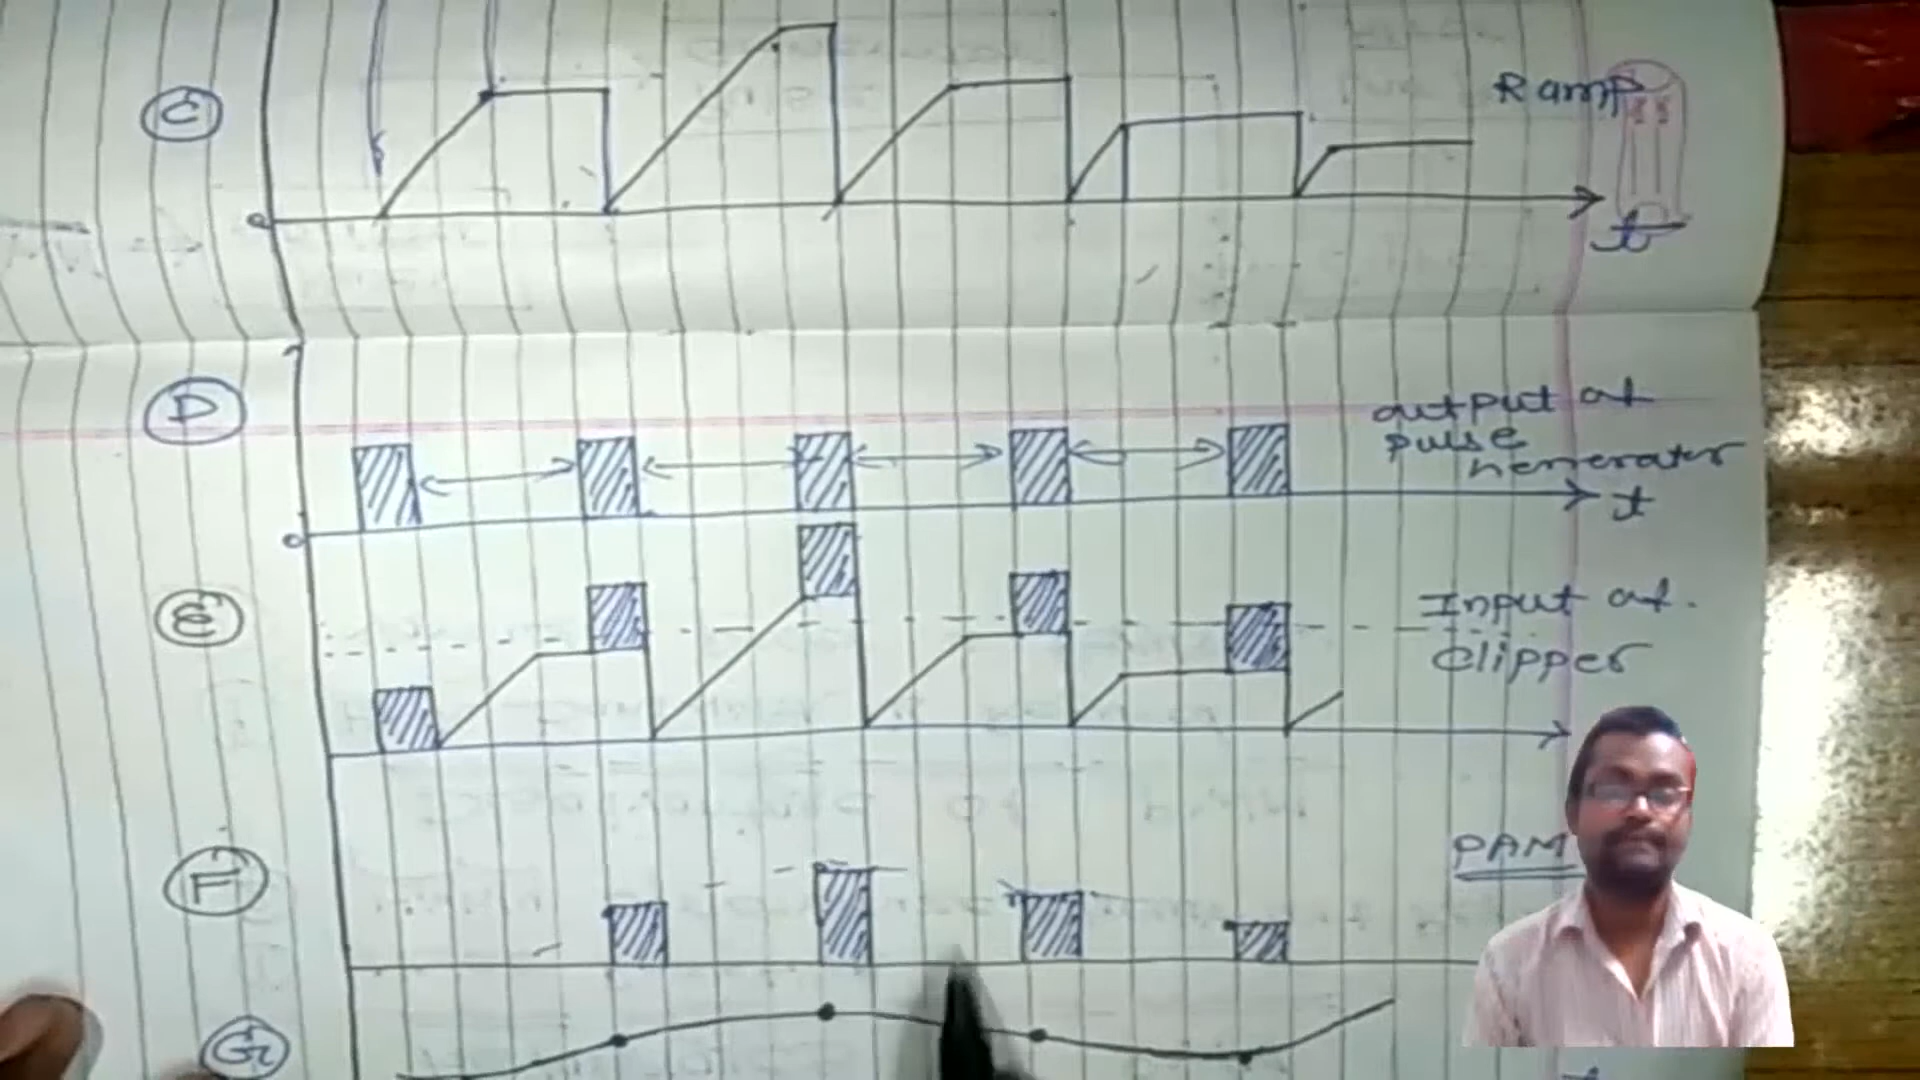 C
Ramp
o
t
D
output at
pulse
henerater
o
t
E
Input at.
clipper
F
PAM
G